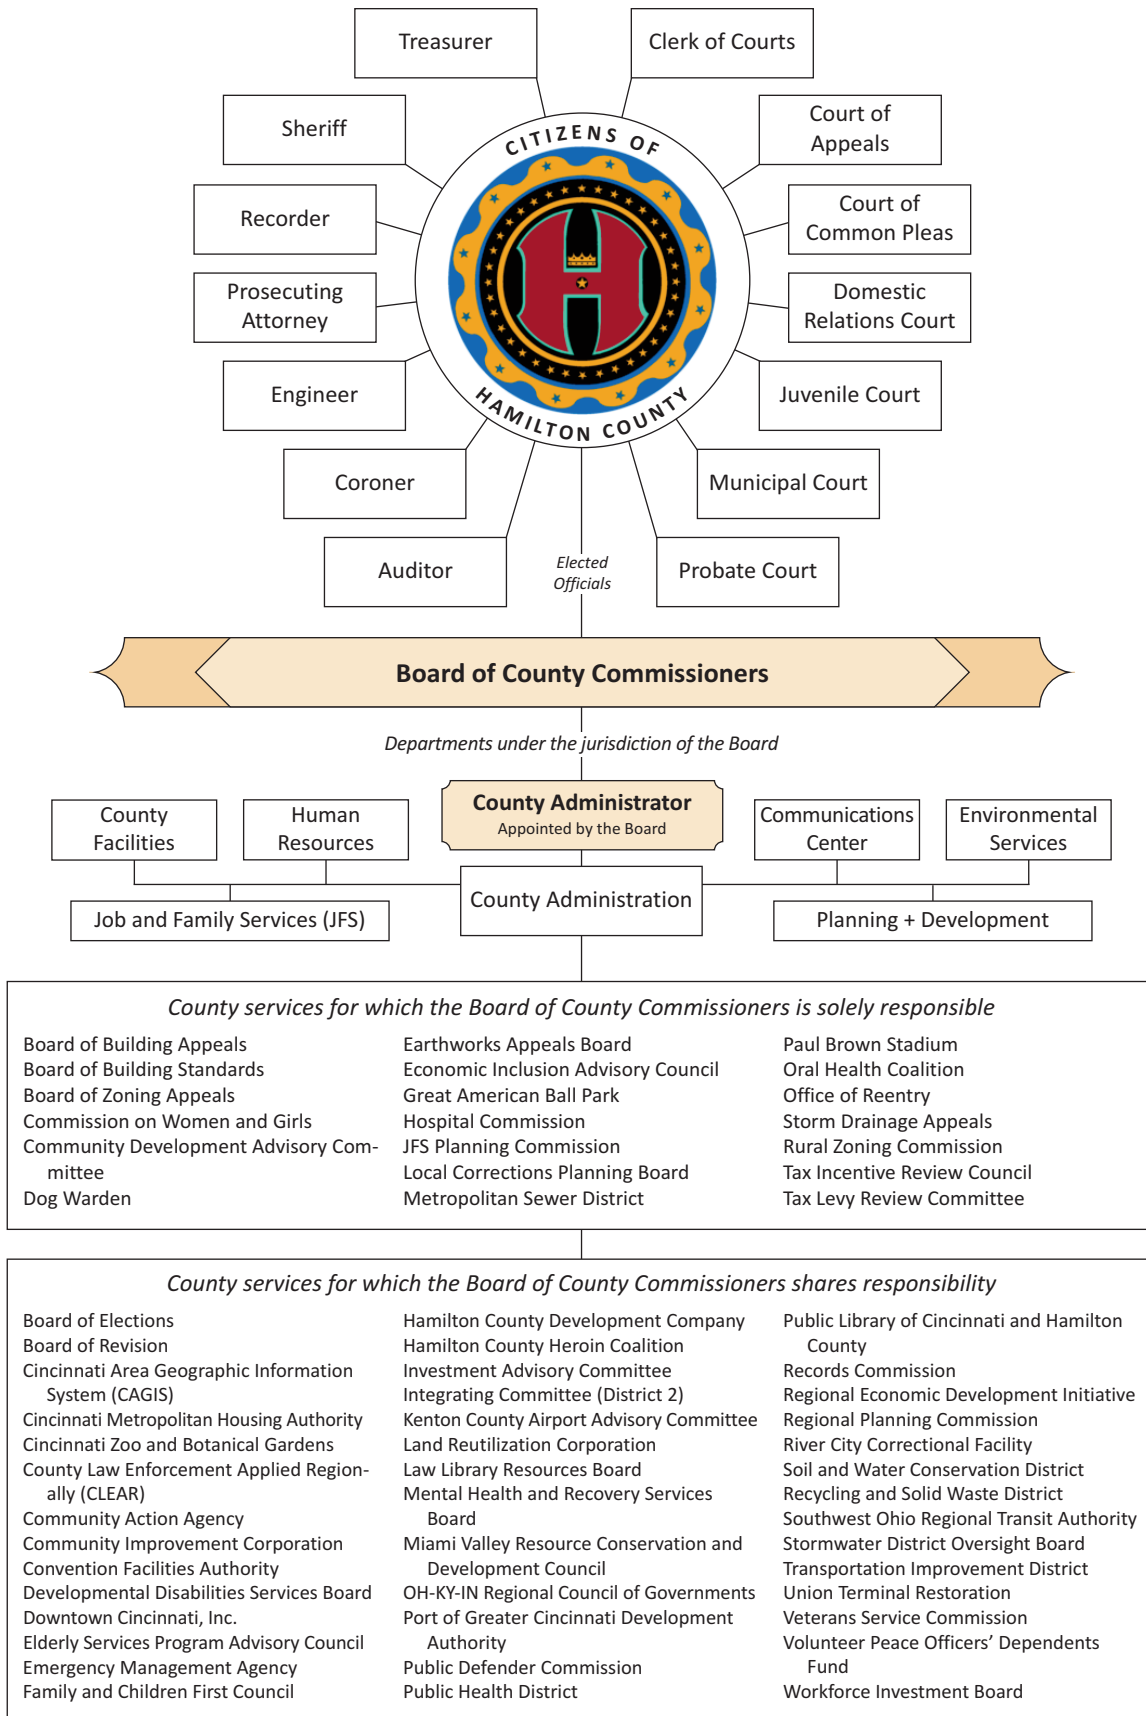 Treasurer
Clerk of Courts
Sheriff
Court of
Appeals
Recorder
Court of
Common Pleas
Prosecuting
Attorney
Domestic
Relations Court
Engineer
Juvenile Court
Coroner
Municipal Court
Auditor
Probate Court
CITIZENS OF
H
HAMILTON COUNTY
Elected
Officials
Board of County Commissioners
Departments under the jurisdiction of the Board
County Administrator
Appointed by the Board
County
Facilities
Human
Resources
Communications
Center
Environmental
Services
County Administration
Job and Family Services (JFS)
Planning + Development
County services for which the Board of County Commissioners is solely responsible
Board of Building Appeals
Board of Building Standards
Board of Zoning Appeals
Commission on Women and Girls
Community Development Advisory Com-
mittee
Dog Warden
Earthworks Appeals Board
Economic Inclusion Advisory Council
Great American Ball Park
Hospital Commission
JFS Planning Commission
Local Corrections Planning Board
Metropolitan Sewer District
Paul Brown Stadium
Oral Health Coalition
Office of Reentry
Storm Drainage Appeals
Rural Zoning Commission
Tax Incentive Review Council
Tax Levy Review Committee
County services for which the Board of County Commissioners shares responsibility
Board of Elections
Board of Revision
Cincinnati Area Geographic Information
System (CAGIS)
Cincinnati Metropolitan Housing Authority
Cincinnati Zoo and Botanical Gardens
County Law Enforcement Applied Region-
ally (CLEAR)
Community Action Agency
Community Improvement Corporation
Convention Facilities Authority
Developmental Disabilities Services Board
Downtown Cincinnati, Inc.
Elderly Services Program Advisory Council
Emergency Management Agency
Family and Children First Council
Hamilton County Development Company
Hamilton County Heroin Coalition
Investment Advisory Committee
Integrating Committee (District 2)
Kenton County Airport Advisory Committee
Land Reutilization Corporation
Law Library Resources Board
Mental Health and Recovery Services
Board
Miami Valley Resource Conservation and
Development Council
OH-KY-IN Regional Council of Governments
Port of Greater Cincinnati Development
Authority
Public Defender Commission
Public Health District
Public Library of Cincinnati and Hamilton
County
Records Commission
Regional Economic Development Initiative
Regional Planning Commission
River City Correctional Facility
Soil and Water Conservation District
Recycling and Solid Waste District
Southwest Ohio Regional Transit Authority
Stormwater District Oversight Board
Transportation Improvement District
Union Terminal Restoration
Veterans Service Commission
Volunteer Peace Officers' Dependents
Fund
Workforce Investment Board